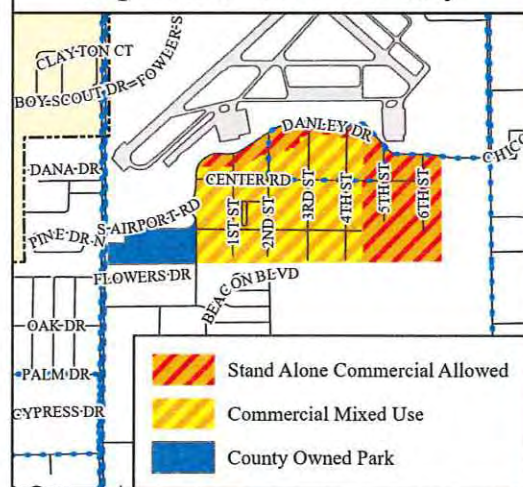 CLAYTON CT
BOY SCOUT DR
FOWLER S
DANLEY DR
CHICO
DANA DR
CENTER RD
1ST ST
2ND ST
3RD ST
4TH ST
5TH ST
6TH ST
S AIRPORT RD
PINE DR N
FLOWERS DR
BEACON BLVD
OAK DR
PALM DR
CYPRESS DR
Stand Alone Commercial Allowed
Commercial Mixed Use
County Owned Park